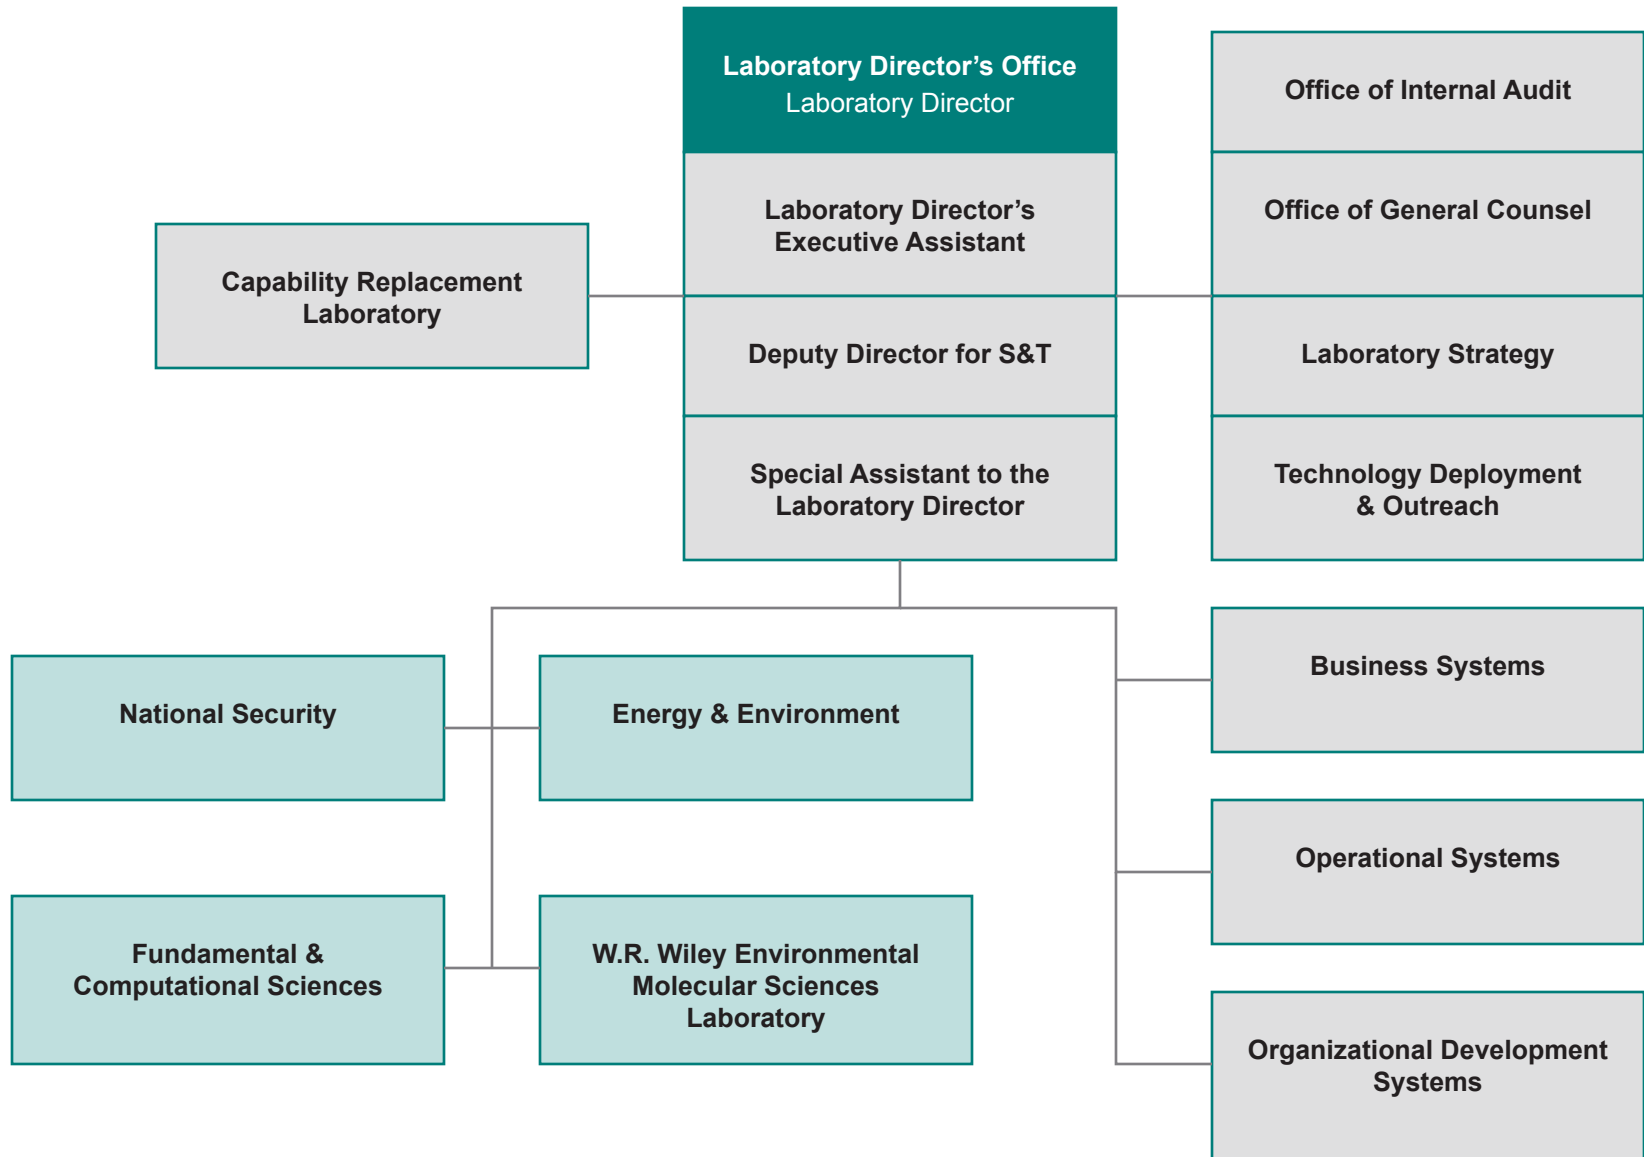 Laboratory Director’s Office
Laboratory Director
Laboratory Director’s
Executive Assistant
Deputy Director for S&T
Special Assistant to the
Laboratory Director
Capability Replacement
Laboratory
Office of Internal Audit
Office of General Counsel
Laboratory Strategy
Technology Deployment
& Outreach
National Security
Energy & Environment
Fundamental &
Computational Sciences
W.R. Wiley Environmental
Molecular Sciences
Laboratory
Business Systems
Operational Systems
Organizational Development
Systems